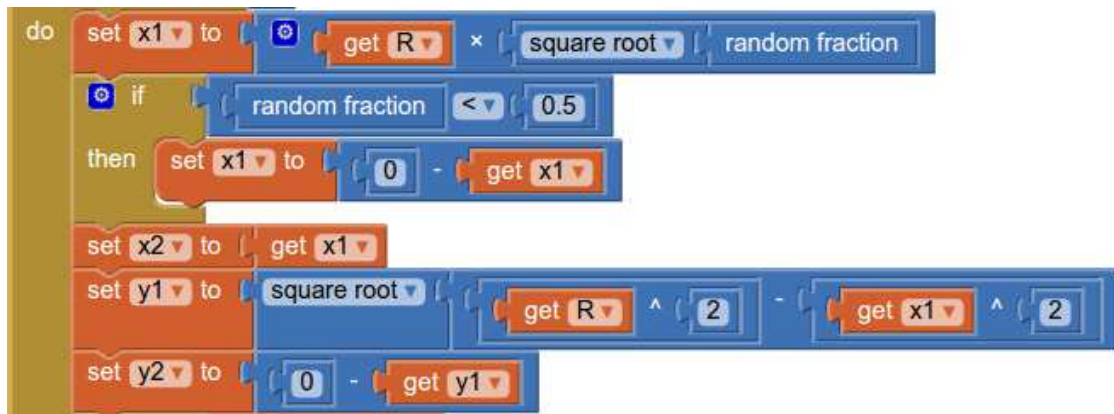 do set x1 to get R × square root random fraction
if random fraction < 0.5
then set x1 to 0 - get x1
set x2 to get x1
set y1 to square root get R ^ 2 - get x1 ^ 2
set y2 to 0 - get y1